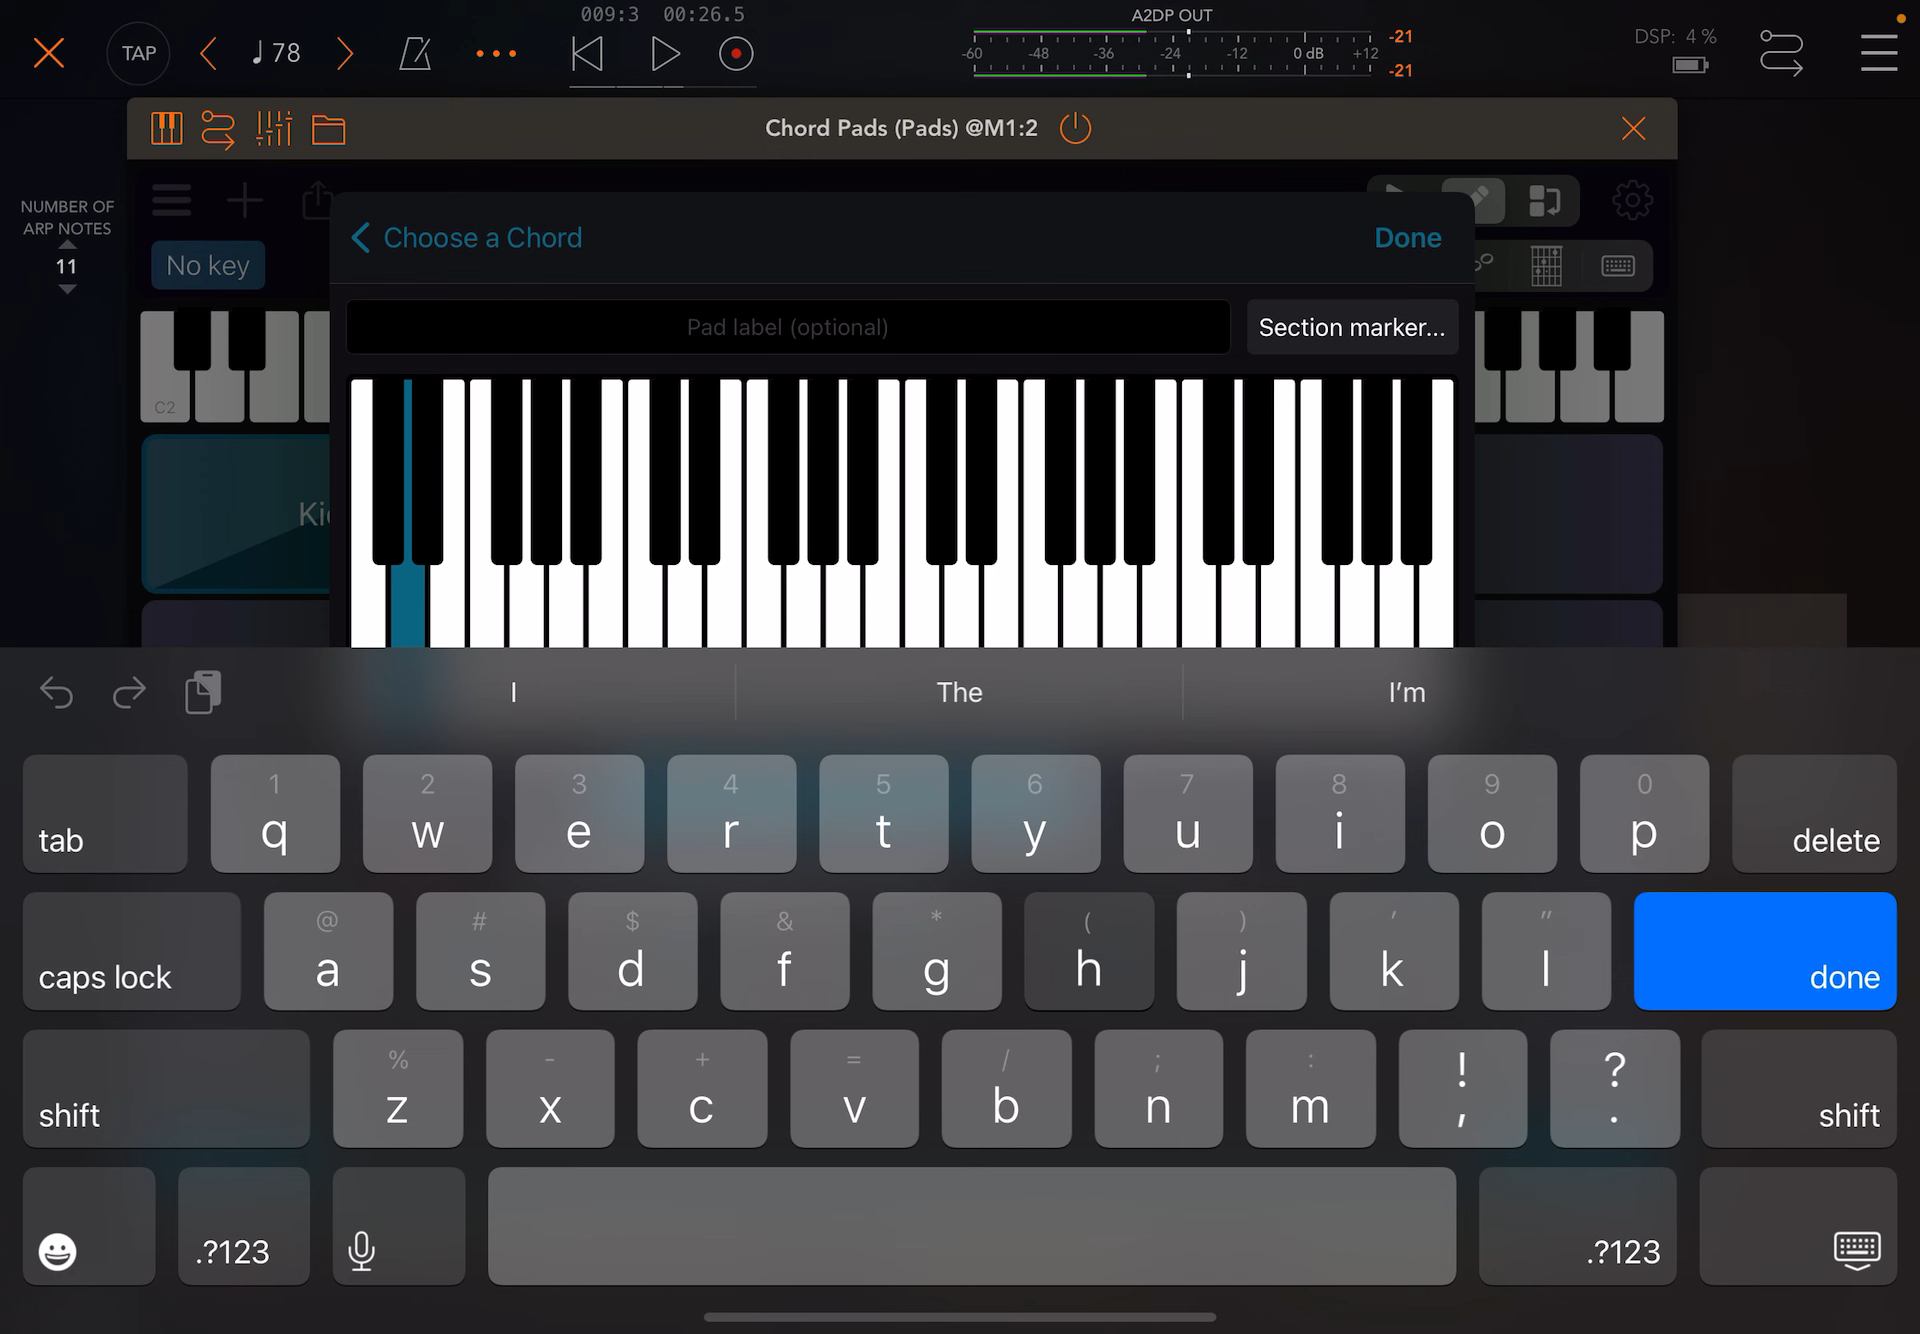 009:3 00:26.5
A2DP OUT
TAP
78
-60 -48 -36 -24 -12 0 dB +12
-21
-21
DSP: 4 %
Chord Pads (Pads) @M1:2
NUMBER OF
ARP NOTES
11
No key
Choose a Chord
Done
Pad label (optional)
Section marker...
C2
Ki
I The I'm
1 2 3 4 5 6 7 8 9 0
tab q w e r t y u i o p delete
@ # $ & * ( ) ' "
caps lock a s d f g h j k l done
% - + = / ; : ! ?
shift z x c v b n m , . shift
.?123 .?123